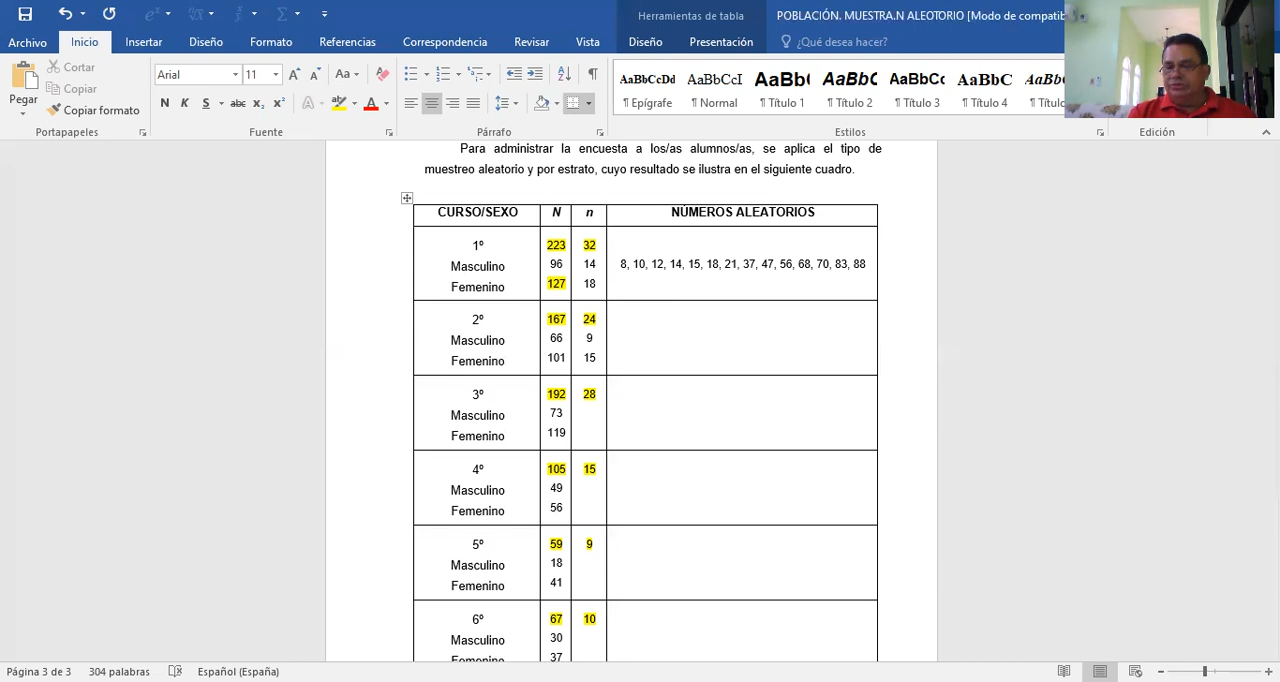 Herramientas de tabla
POBLACIÓN. MUESTRA.N ALEOTORIO [Modo de compatib
Archivo Inicio Insertar Diseño Formato Referencias Correspondencia Revisar Vista Diseño Presentación ¿Qué desea hacer?
Pegar
Cortar
Copiar
Copiar formato
Arial 11 Aa
N K S abc x₂ x² A A
AaBbCcDd AaBbCcI AaBb( AaBbC AaBbCc AaBbC AaBb(
¶ Epígrafe ¶ Normal ¶ Título 1 ¶ Título 2 ¶ Título 3 ¶ Título 4 ¶ Título
Portapapeles Fuente Párrafo Estilos Edición
Para administrar la encuesta a los/as alumnos/as, se aplica el tipo de
muestreo aleatorio y por estrato, cuyo resultado se ilustra en el siguiente cuadro.
CURSO/SEXO N n NÚMEROS ALEATORIOS
1º 223 32
Masculino 96 14 8, 10, 12, 14, 15, 18, 21, 37, 47, 56, 68, 70, 83, 88
Femenino 127 18
2º 167 24
Masculino 66 9
Femenino 101 15
3º 192 28
Masculino 73
Femenino 119
4º 105 15
Masculino 49
Femenino 56
5º 59 9
Masculino 18
Femenino 41
6º 67 10
Masculino 30
Femenino 37
Página 3 de 3 304 palabras Español (España)